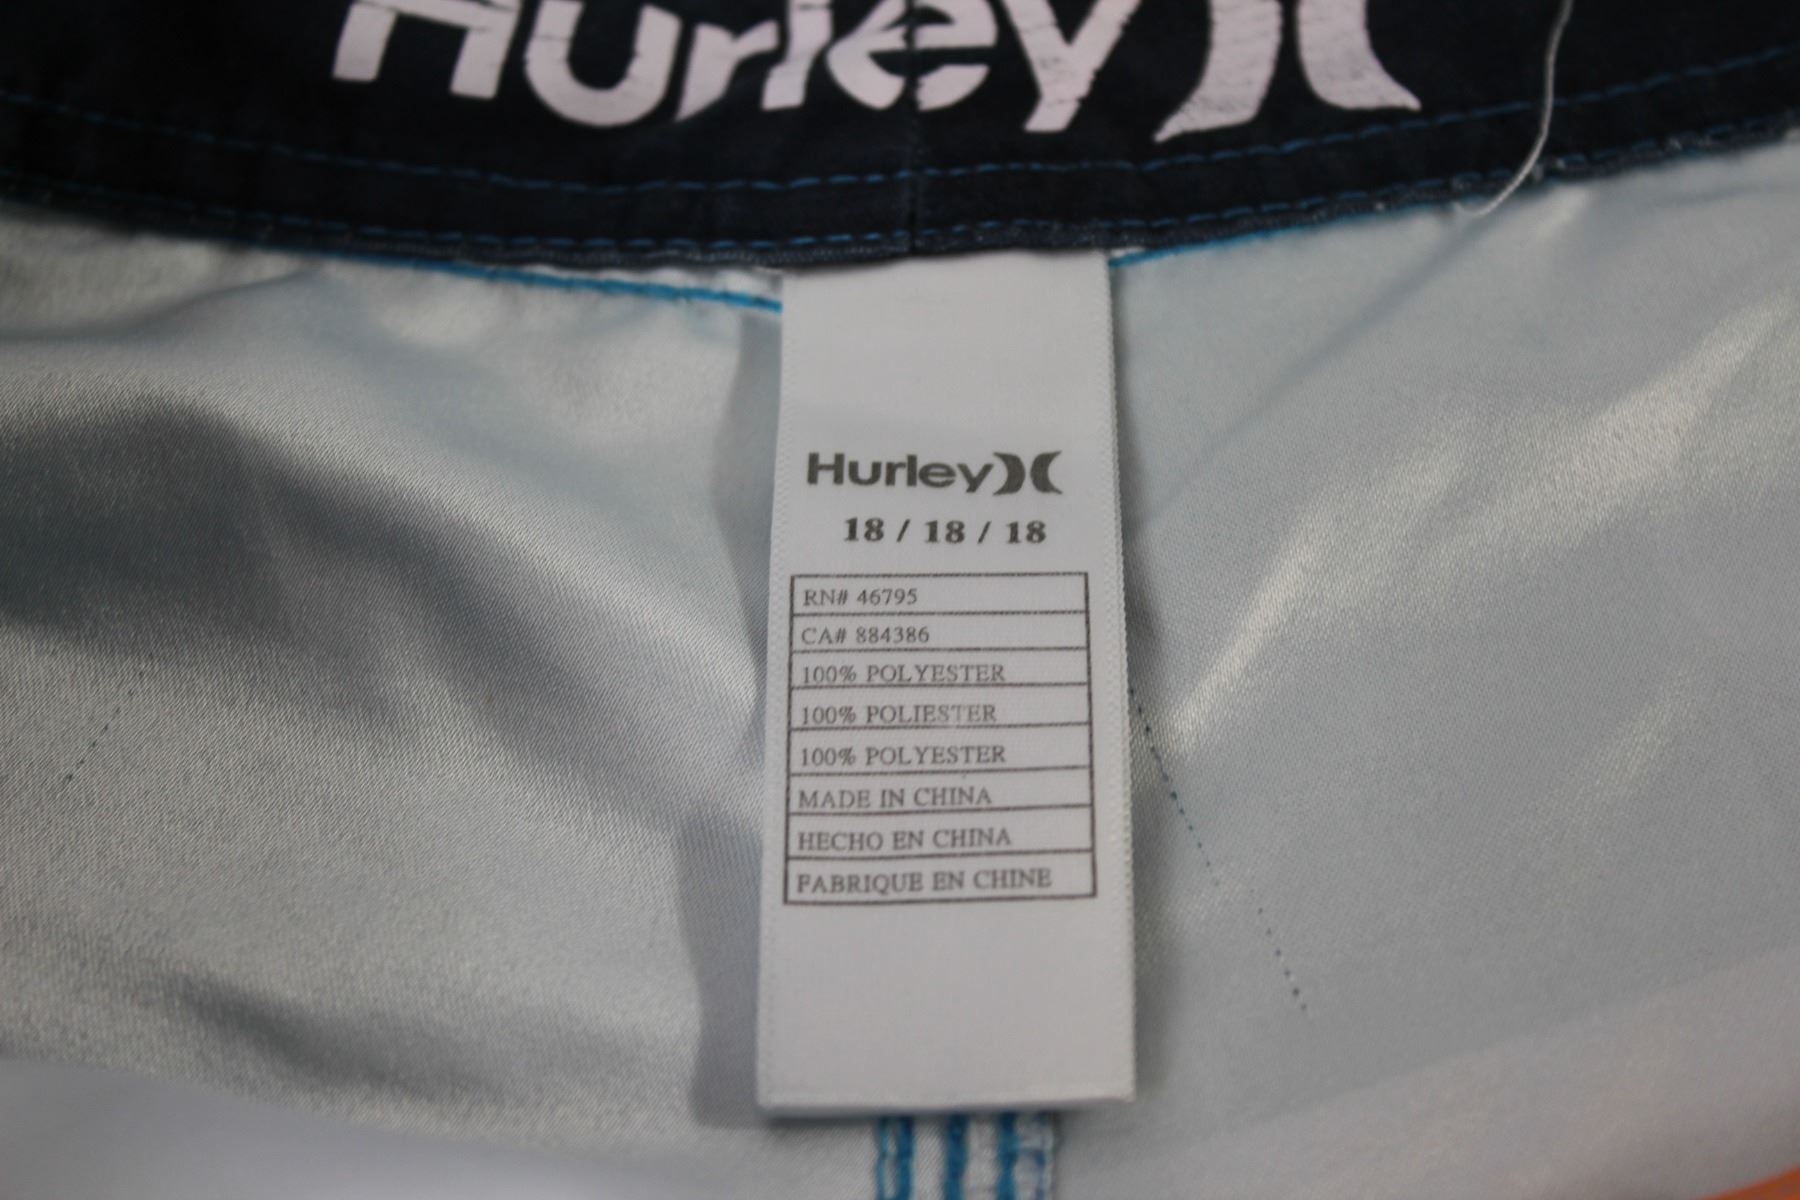 Hurley
Hurley
18 / 18 / 18
RN# 46795
CA# 884386
100% POLYESTER
100% POLIESTER
100% POLYESTER
MADE IN CHINA
HECHO EN CHINA
FABRIQUE EN CHINE